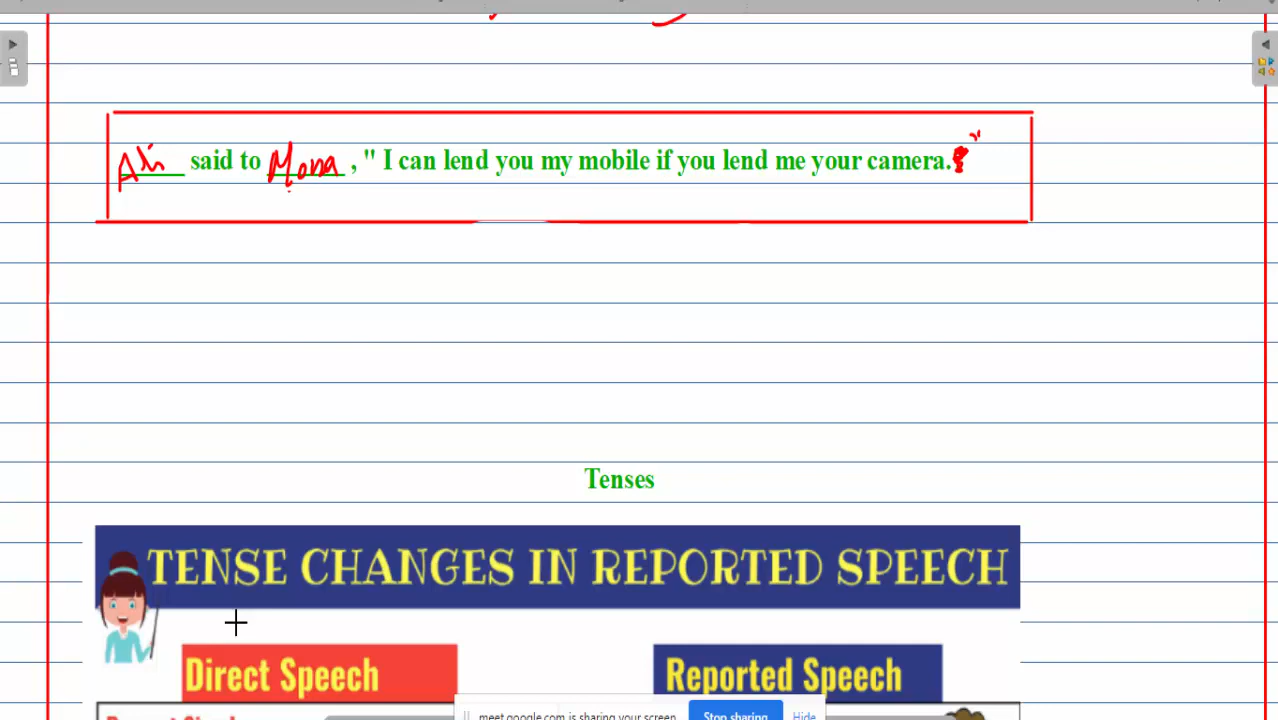 Ali said to Mona , " I can lend you my mobile if you lend me your camera."
Tenses
TENSE CHANGES IN REPORTED SPEECH
Direct Speech Reported Speech
meet.google.com is sharing your screen. Stop sharing Hide